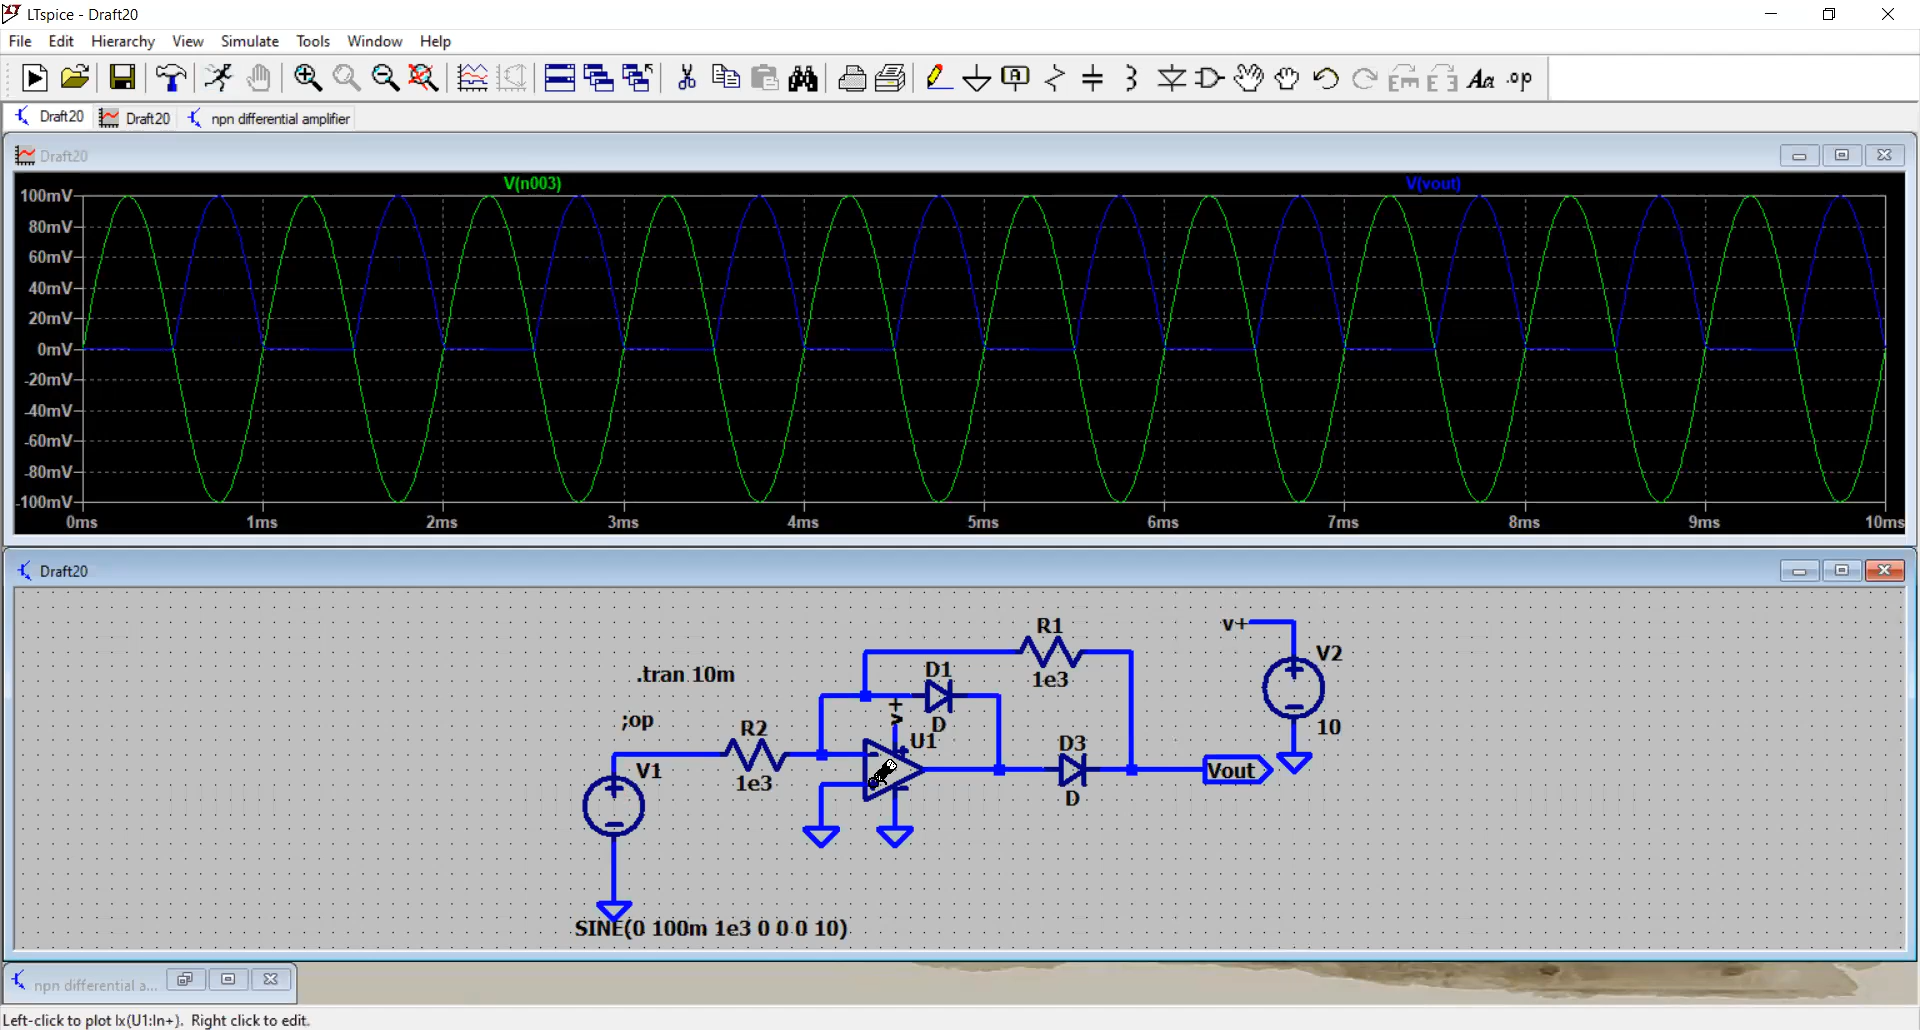 LTspice - Draft20
File Edit Hierarchy View Simulate Tools Window Help
A Aa .op
Draft20 Draft20 npn differential amplifier
Draft20
V(n003) V(vout)
100mV
80mV
60mV
40mV
20mV
0mV
-20mV
-40mV
-60mV
-80mV
-100mV
0ms 1ms 2ms 3ms 4ms 5ms 6ms 7ms 8ms 9ms 10ms
Draft20
R1
1e3
v+
V2
10
.tran 10m
;op
D1
D
v+
R2
1e3
U1
D3
D
Vout
V1
SINE(0 100m 1e3 0 0 0 10)
npn differential a...
Left-click to plot Ix(U1:In+). Right click to edit.